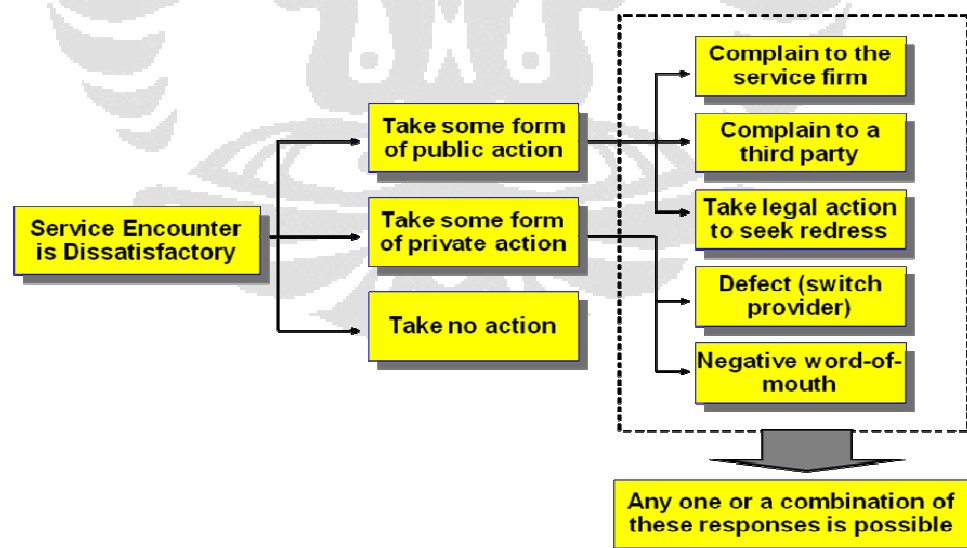 Service Encounter
is Dissatisfactory
Take some form
of public action
Take some form
of private action
Take no action
Complain to the
service firm
Complain to a
third party
Take legal action
to seek redress
Defect (switch
provider)
Negative word-of-
mouth
Any one or a combination of
these responses is possible